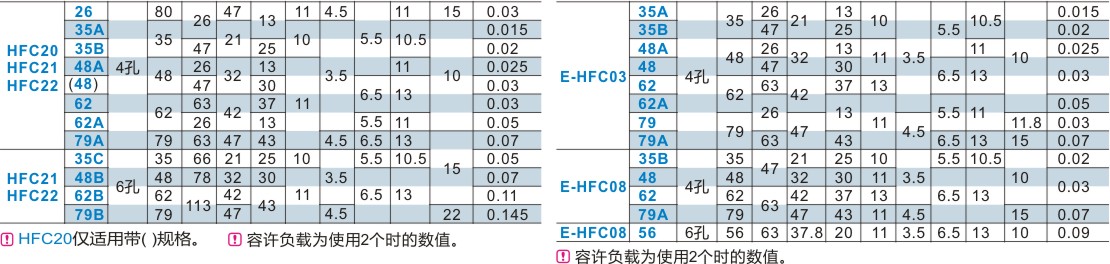 26 80 26 47 13 11 4.5 11 15 0.03
35A 35 21 10 5.5 10.5 0.015
HFC20 35B 47 25 0.02
HFC21 48A 4孔 26 13 11 0.025
HFC22 (48) 48 47 32 30 3.5 6.5 13 10 0.03
62 62 63 42 37 11 0.03
62A 26 13 5.5 11 0.05
79A 79 63 47 43 4.5 6.5 13 0.07
35C 35 66 21 25 10 5.5 10.5 15 0.05
HFC21 48B 6孔 48 78 32 30 3.5 0.07
HFC22 62B 62 113 42 43 11 6.5 13 0.11
79B 79 47 4.5 22 0.145
HFC20仅适用带( )规格。 容许负载为使用2个时的数值。
35A 35 26 21 13 10 10.5 0.015
35B 47 25 5.5 0.02
48A 48 26 32 13 11 3.5 11 10 0.025
E-HFC03 48 4孔 47 30 6.5 13 0.03
62 62 63 42 37 13
62A 26 13 11 4.5 5.5 11 0.05
79 79 47 11.8 0.03
79A 63 43 6.5 13 15 0.07
35B 35 47 21 25 10 5.5 10.5 0.02
E-HFC08 48 4孔 48 32 30 11 3.5 10 0.03
62 62 63 42 37 13 6.5 13
79A 79 47 43 11 4.5 15 0.07
E-HFC08 56 6孔 56 63 37.8 20 11 3.5 6.5 13 10 0.09
容许负载为使用2个时的数值。